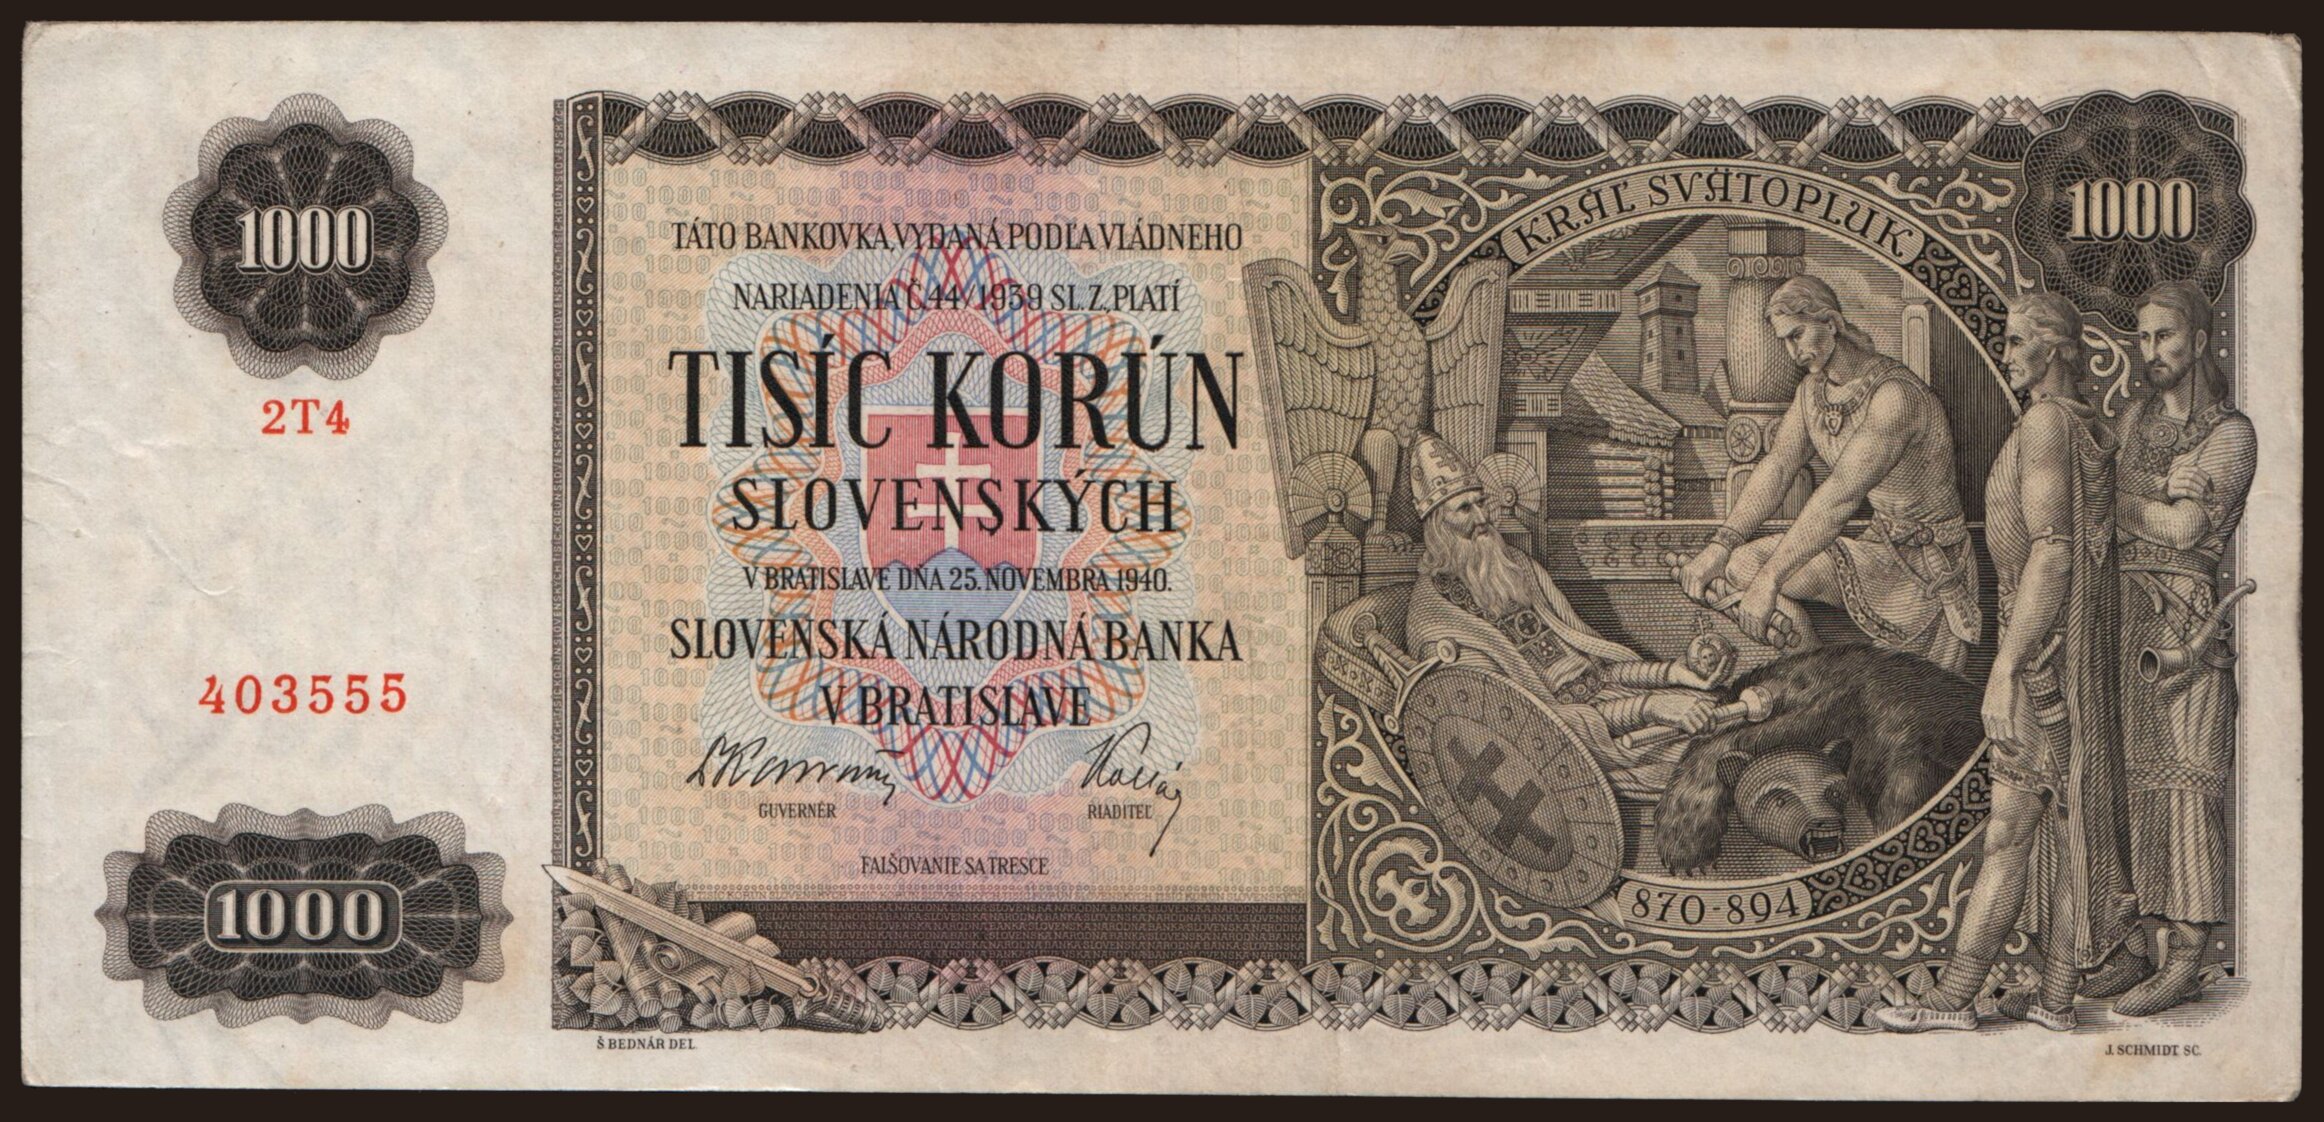 1000
2T4
403555
1000
TÁTO BANKOVKA, VYDANÁ PODĽA VLÁDNEHO
NARIADENIA Č. 44/1939 SL. Z., PLATÍ
TISÍC KORÚN
SLOVENSKÝCH
V BRATISLAVE DŇA 25. NOVEMBRA 1940.
SLOVENSKÁ NÁRODNÁ BANKA
V BRATISLAVE
GUVERNÉR
RIADITEĽ
FALŠOVANIE SA TRESCE
KRÁĽ SVÄTOPLUK
1000
870-894
Š BEDNÁR DEL.
J. SCHMIDT SC.